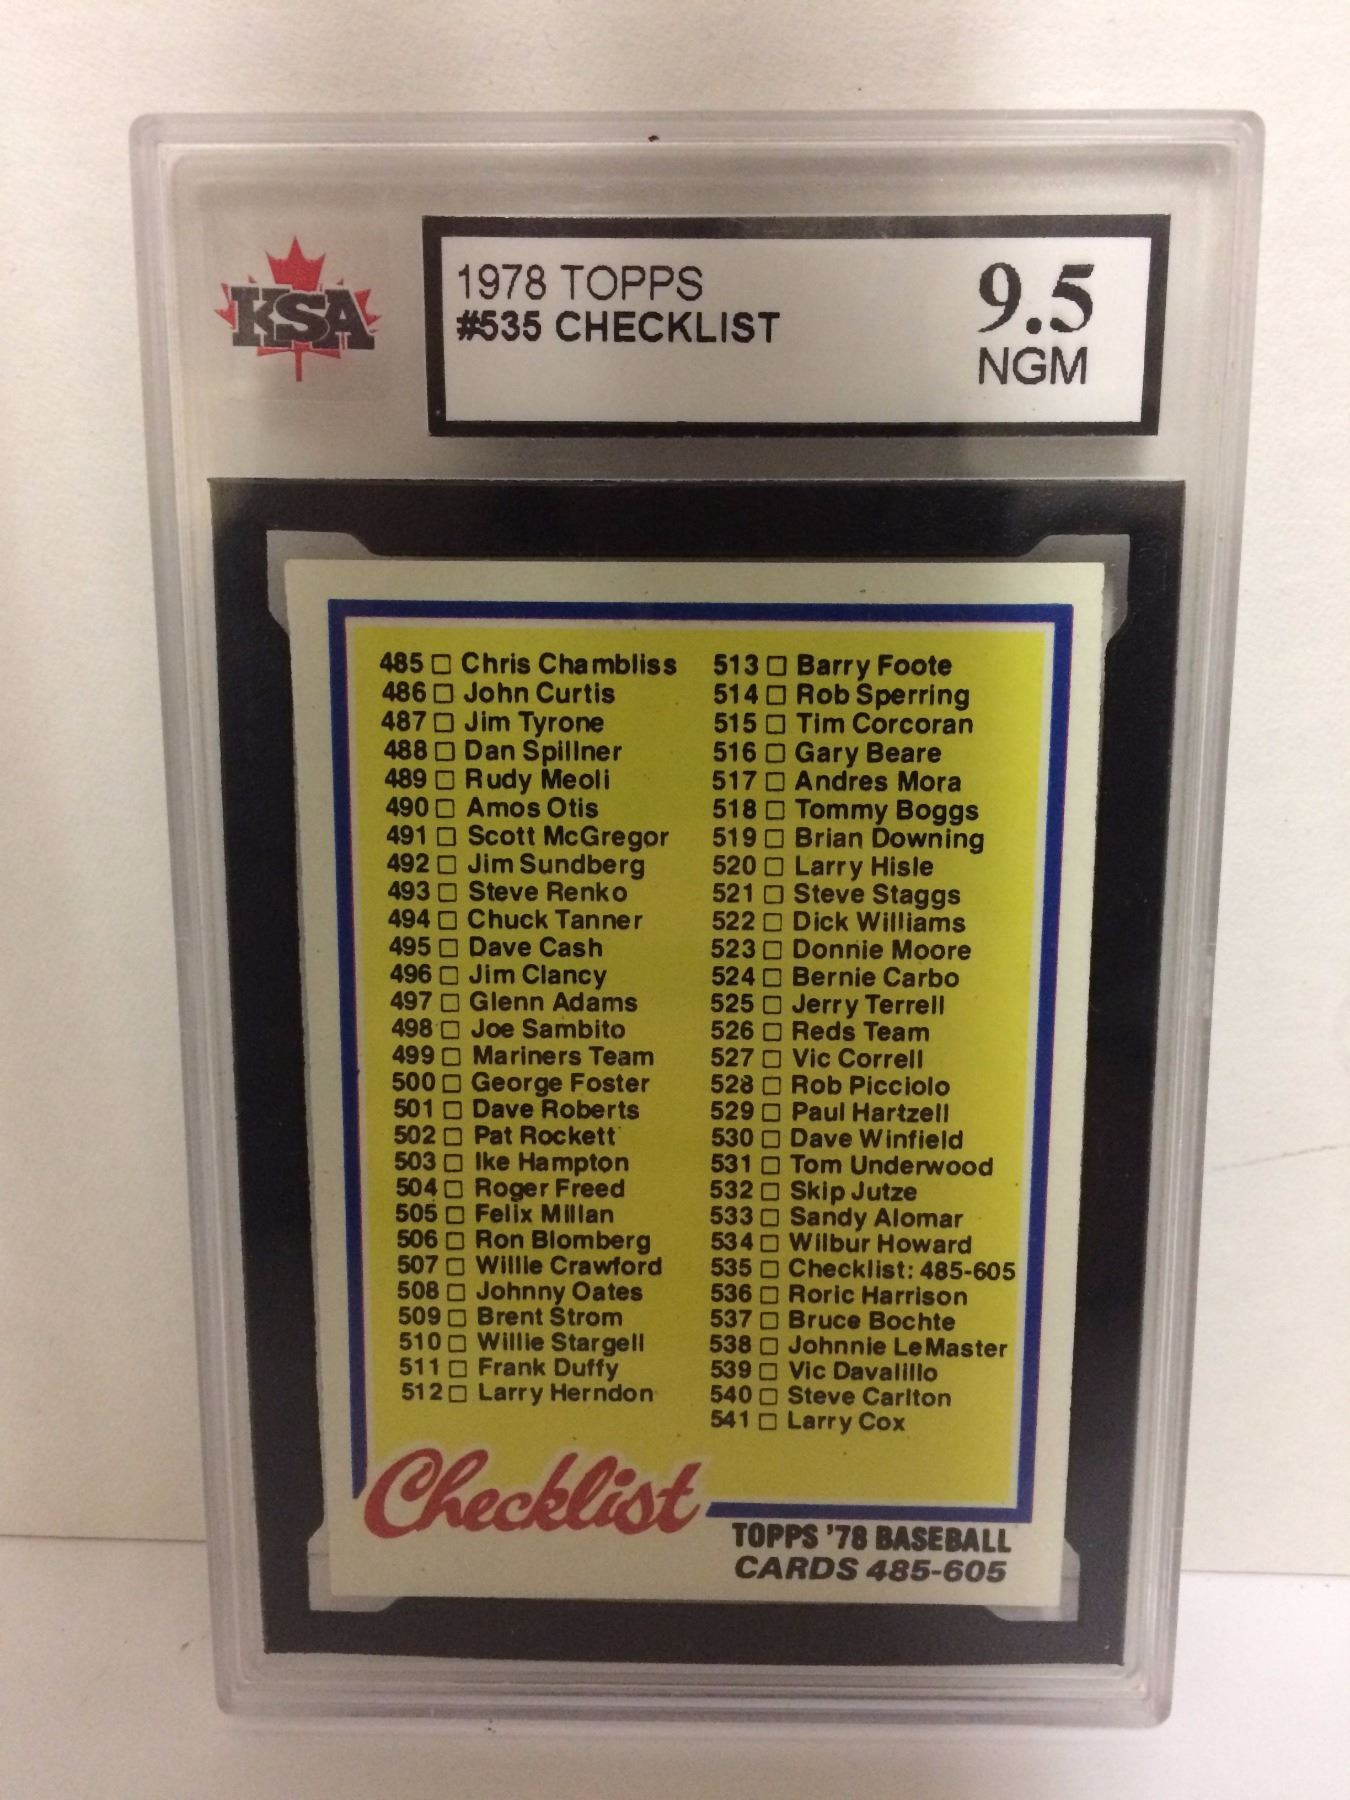 KSA
1978 TOPPS
#535 CHECKLIST
9.5
NGM
485 □ Chris Chambliss
486 □ John Curtis
487 □ Jim Tyrone
488 □ Dan Spillner
489 □ Rudy Meoli
490 □ Amos Otis
491 □ Scott McGregor
492 □ Jim Sundberg
493 □ Steve Renko
494 □ Chuck Tanner
495 □ Dave Cash
496 □ Jim Clancy
497 □ Glenn Adams
498 □ Joe Sambito
499 □ Mariners Team
500 □ George Foster
501 □ Dave Roberts
502 □ Pat Rockett
503 □ Ike Hampton
504 □ Roger Freed
505 □ Felix Millan
506 □ Ron Blomberg
507 □ Willie Crawford
508 □ Johnny Oates
509 □ Brent Strom
510 □ Willie Stargell
511 □ Frank Duffy
512 □ Larry Herndon
513 □ Barry Foote
514 □ Rob Sperring
515 □ Tim Corcoran
516 □ Gary Beare
517 □ Andres Mora
518 □ Tommy Boggs
519 □ Brian Downing
520 □ Larry Hisle
521 □ Steve Staggs
522 □ Dick Williams
523 □ Donnie Moore
524 □ Bernie Carbo
525 □ Jerry Terrell
526 □ Reds Team
527 □ Vic Correll
528 □ Rob Picciolo
529 □ Paul Hartzell
530 □ Dave Winfield
531 □ Tom Underwood
532 □ Skip Jutze
533 □ Sandy Alomar
534 □ Wilbur Howard
535 □ Checklist: 485-605
536 □ Roric Harrison
537 □ Bruce Bochte
538 □ Johnnie LeMaster
539 □ Vic Davalillo
540 □ Steve Carlton
541 □ Larry Cox
Checklist
TOPPS '78 BASEBALL
CARDS 485-605